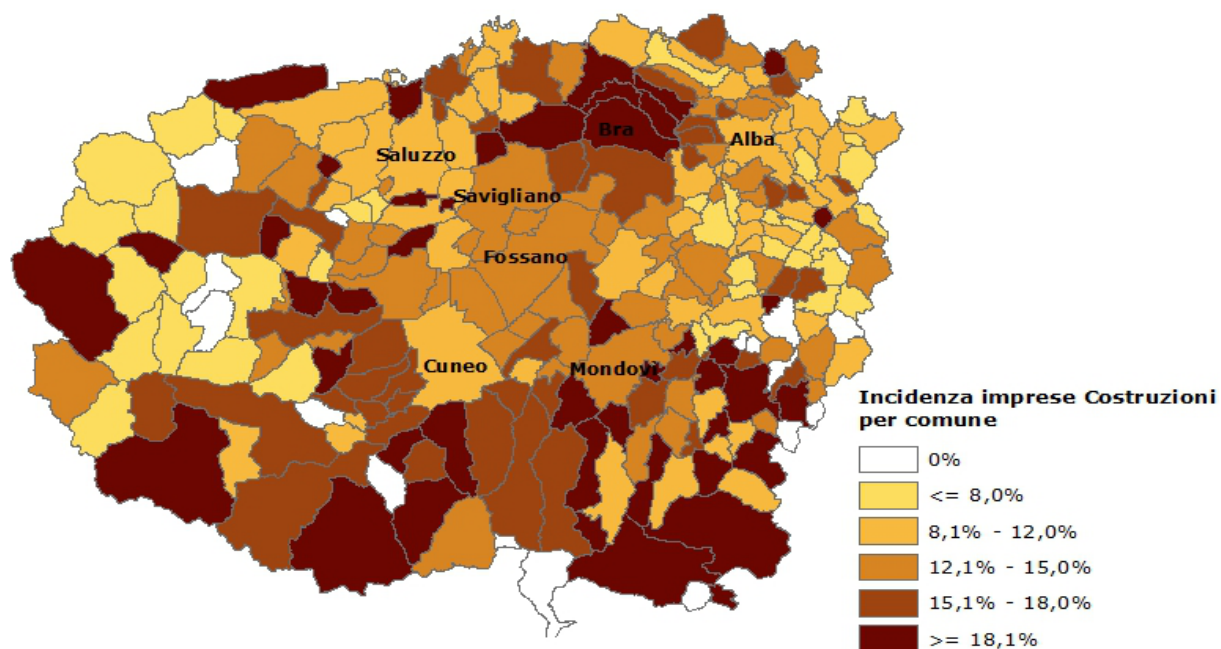 Bra
Alba
Saluzzo
Savigliano
Fossano
Cuneo
Mondovì
Incidenza imprese Costruzioni
per comune
0%
<= 8,0%
8,1% - 12,0%
12,1% - 15,0%
15,1% - 18,0%
>= 18,1%